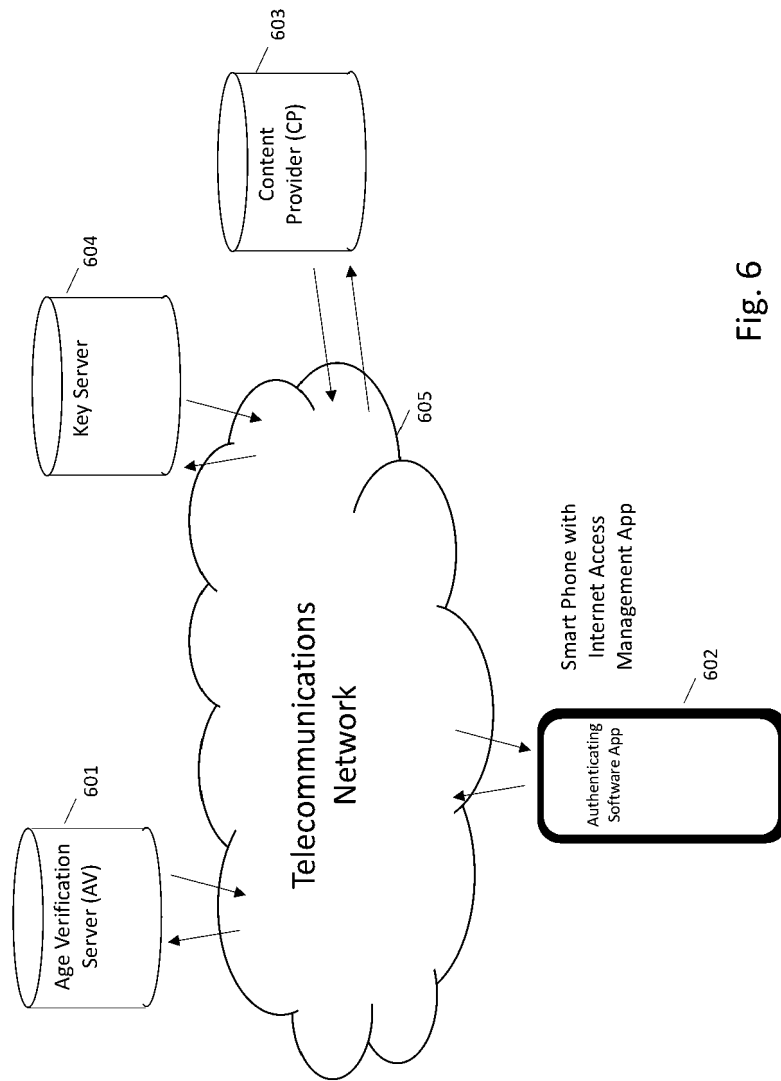 601
Age Verification
Server (AV)
604
Key Server
603
Content
Provider (CP)
Telecommunications
Network
605
Smart Phone with
Internet Access
Management App
602
Authenticating
Software App
Fig. 6